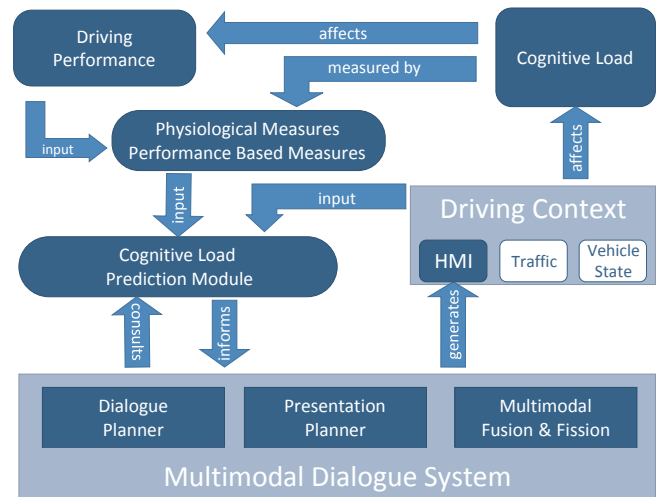 Driving
Performance
affects
Cognitive Load
measured by
Physiological Measures
Performance Based Measures
input
affects
input
input
Driving Context
HMI
Traffic
Vehicle
State
Cognitive Load
Prediction Module
consults
informs
generates
Dialogue
Planner
Presentation
Planner
Multimodal
Fusion & Fission
Multimodal Dialogue System